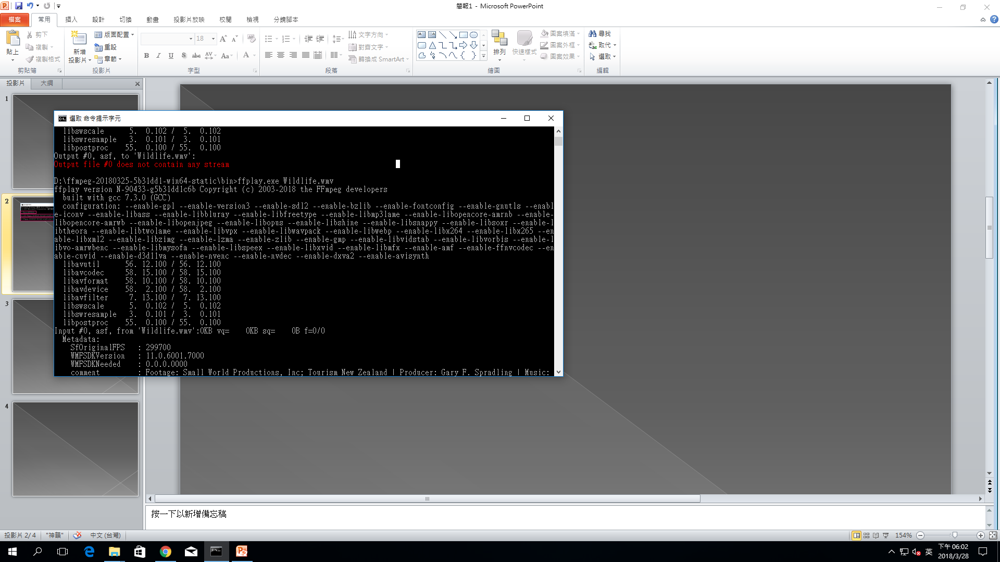 簡報1 - Microsoft PowerPoint
檔案 常用 插入 設計 切換 動畫 投影片放映 校閱 檢視 分鏡腳本
貼上 剪下 複製 複製格式 剪貼簿
新增投影片 版面配置 重設 章節 投影片
18 字型
文字方向 對齊文字 轉換成 SmartArt 段落
排列 快速樣式 圖案填滿 圖案外框 圖案效果 繪圖
尋找 取代 選取 編輯
投影片 大綱
1
2
3
4
選取 命令提示字元
libswscale 5. 0.102 / 5. 0.102
libswresample 3. 0.101 / 3. 0.101
libpostproc 55. 0.100 / 55. 0.100
Output #0, asf, to 'Wildlife.wmv':
Output file #0 does not contain any stream
D:\ffmpeg-20180325-5b31dd1-win64-static\bin>ffplay.exe Wildlife.wmv
ffplay version N-90433-g5b31dd1c6b Copyright (c) 2003-2018 the FFmpeg developers
built with gcc 7.3.0 (GCC)
configuration: --enable-gpl --enable-version3 --enable-sdl2 --enable-bzlib --enable-fontconfig --enable-gnutls --enabl
e-iconv --enable-libass --enable-libbluray --enable-libfreetype --enable-libmp3lame --enable-libopencore-amrnb --enable-
libopencore-amrwb --enable-libopenjpeg --enable-libopus --enable-libshine --enable-libsnappy --enable-libsoxr --enable-l
ibtheora --enable-libtwolame --enable-libvpx --enable-libwavpack --enable-libwebp --enable-libx264 --enable-libx265 --en
able-libxml2 --enable-libzimg --enable-lzma --enable-zlib --enable-gmp --enable-libvidstab --enable-libvorbis --enable-l
ibvo-amrwbenc --enable-libmysofa --enable-libspeex --enable-libxvid --enable-libmfx --enable-amf --enable-ffnvcodec --en
able-cuvid --enable-d3d11va --enable-nvenc --enable-nvdec --enable-dxva2 --enable-avisynth
libavutil 56. 12.100 / 56. 12.100
libavcodec 58. 15.100 / 58. 15.100
libavformat 58. 10.100 / 58. 10.100
libavdevice 58. 2.100 / 58. 2.100
libavfilter 7. 13.100 / 7. 13.100
libswscale 5. 0.102 / 5. 0.102
libswresample 3. 0.101 / 3. 0.101
libpostproc 55. 0.100 / 55. 0.100
Input #0, asf, from 'Wildlife.wmv':0KB vq= 0KB sq= 0B f=0/0
Metadata:
SfOriginalFPS : 299700
WMFSDKVersion : 11.0.6001.7000
WMFSDKNeeded : 0.0.0.0000
comment : Footage: Small World Productions, Inc; Tourism New Zealand | Producer: Gary F. Spradling | Music:
按一下以新增備忘稿
投影片 2/ 4 "神韻" 中文 (台灣) 154%
英 下午 06:02
2018/3/28